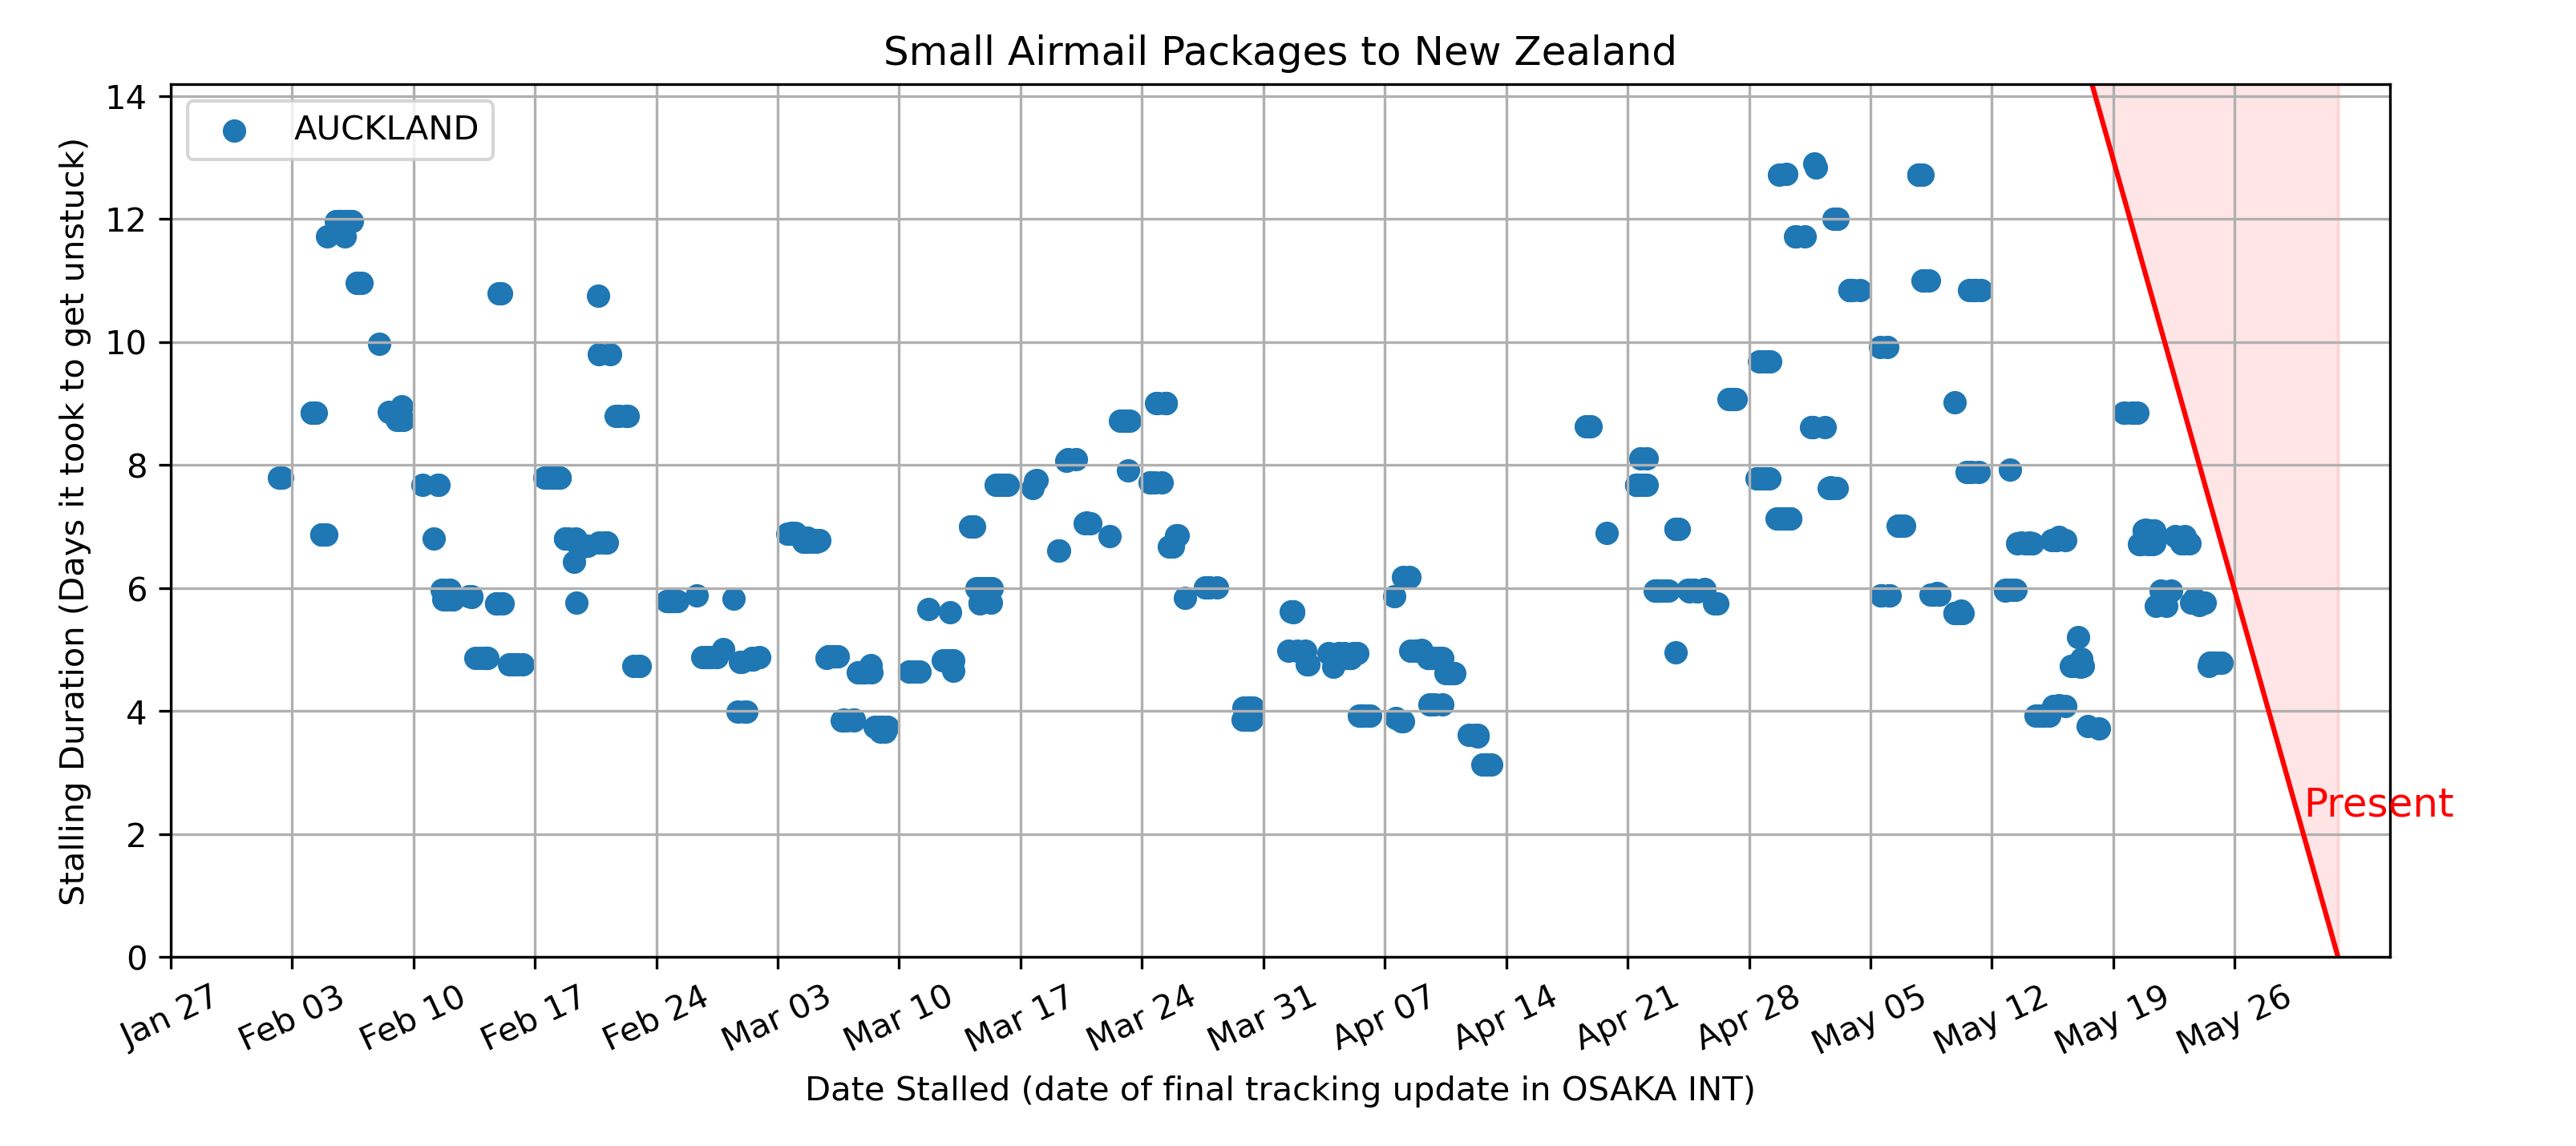 Small Airmail Packages to New Zealand
AUCKLAND
14
12
10
8
6
4
2
0
Stalling Duration (Days it took to get unstuck)
Present
Jan 27
Feb 03
Feb 10
Feb 17
Feb 24
Mar 03
Mar 10
Mar 17
Mar 24
Mar 31
Apr 07
Apr 14
Apr 21
Apr 28
May 05
May 12
May 19
May 26
Date Stalled (date of final tracking update in OSAKA INT)